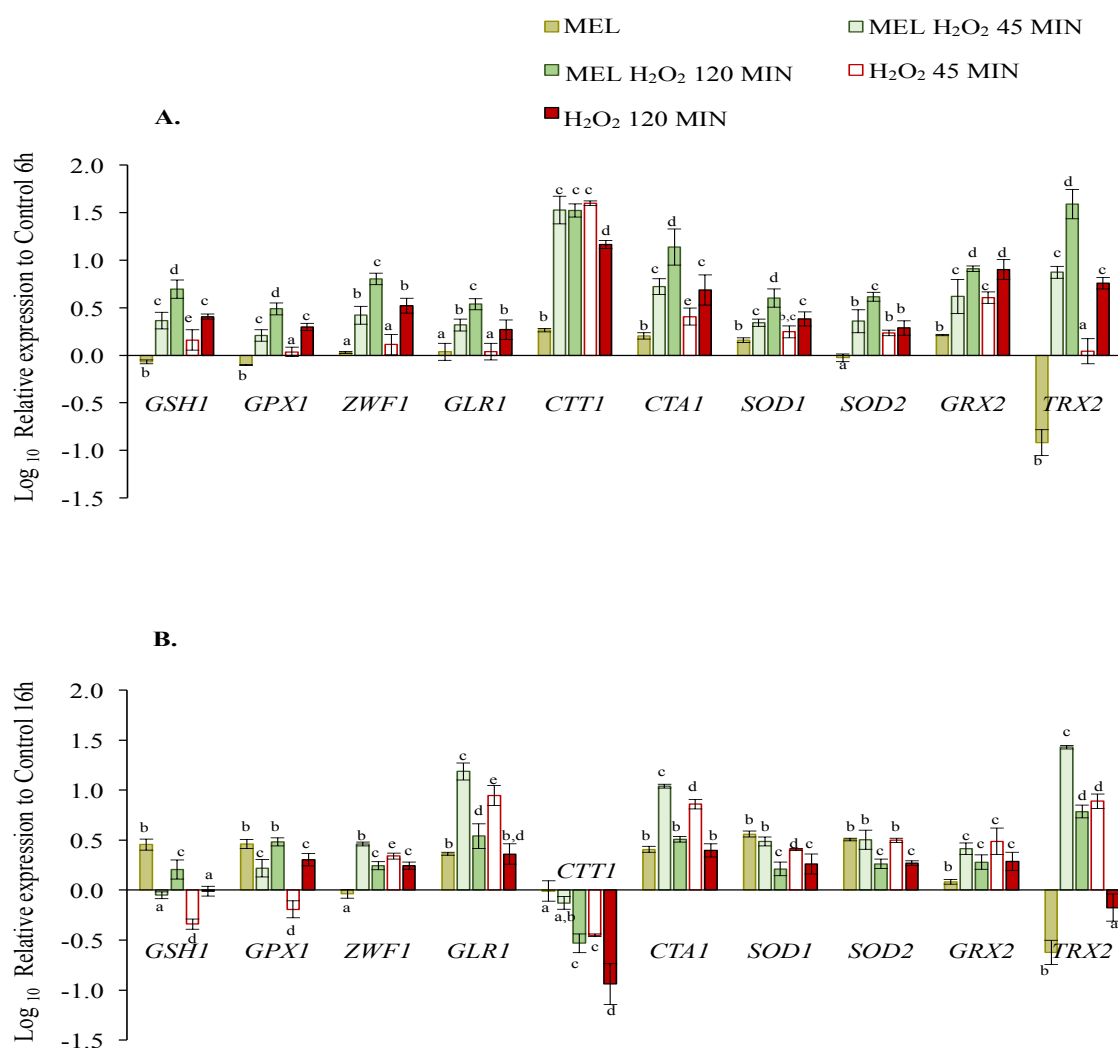 MEL
MEL H₂O₂ 45 MIN
MEL H₂O₂ 120 MIN
H₂O₂ 45 MIN
H₂O₂ 120 MIN
A.
Log ₁₀ Relative expression to Control 6h
2.0
1.5
1.0
0.5
0.0
-0.5
-1.0
-1.5
b c d e c
b c d a c
a b c a b
a b c a b
b c c c d
b c d e c
b c d b,c c
a c d b b
b c d c d
b c d a c
GSH1 GPX1 ZWF1 GLR1 CTT1 CTA1 SOD1 SOD2 GRX2 TRX2
B.
Log ₁₀ Relative expression to Control 16h
2.0
1.5
1.0
0.5
0.0
-0.5
-1.0
-1.5
b a c d a
b c b d b
a b c d c
b c d e b,d
a a,b c c d
b c b d b
b b c d c
b b c b c
b c c c c
b c d d a
GSH1 GPX1 ZWF1 GLR1 CTT1 CTA1 SOD1 SOD2 GRX2 TRX2